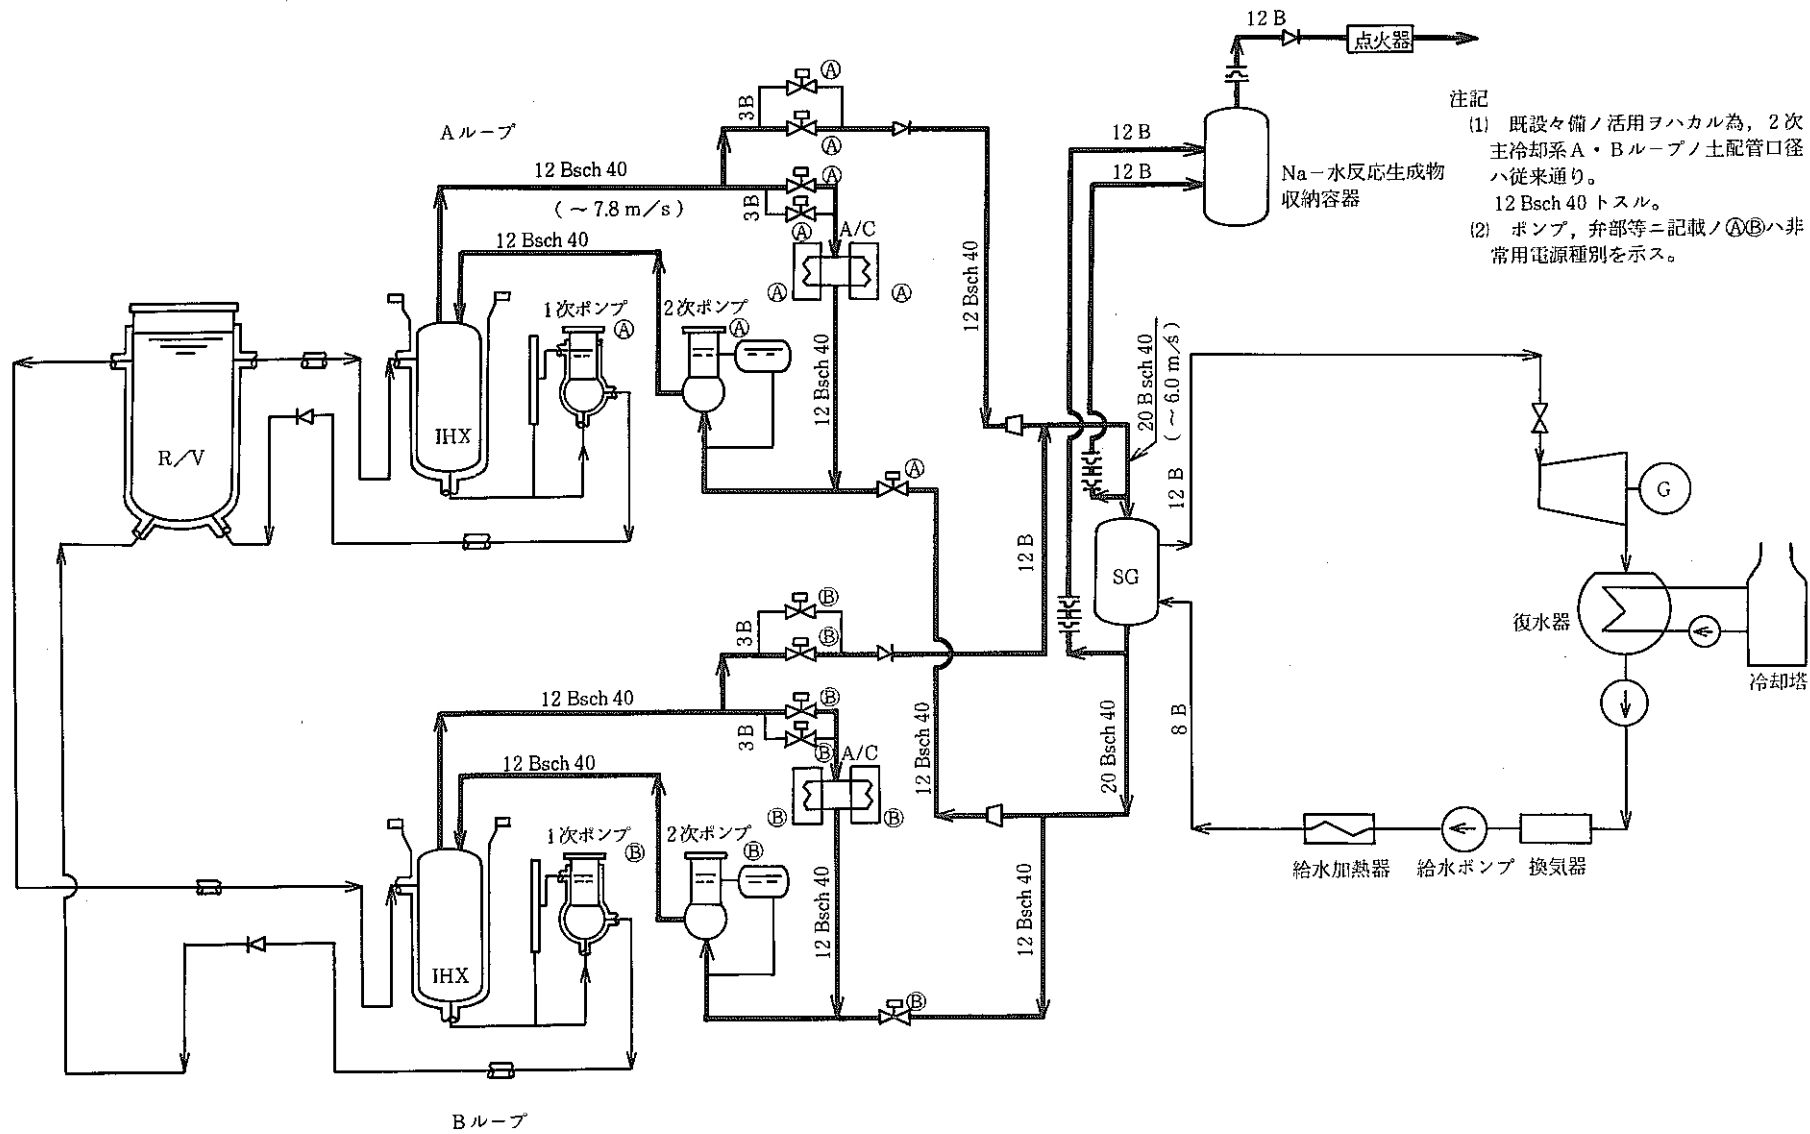 12 B
点火器
注記
(1) 既設々備ノ活用ヲハカル為，2次
主冷却系A・Bループノ土配管口径
ハ従来通り。
12 Bsch 40 トスル。
(2) ポンプ，弁部等ニ記載ノⒶⒷハ非
常用電源種別を示ス。
Na－水反応生成物
収納容器
12 B
12 B
Aループ
Ⓐ
3B
Ⓐ
12 Bsch 40
(～7.8 m/s)
Ⓐ
3B
Ⓐ
A/C
Ⓐ
Ⓐ
12 Bsch 40
1次ポンプ
Ⓐ
2次ポンプ
Ⓐ
R/V
IHX
12 Bsch 40
Ⓐ
12 Bsch 40
20 B sch 40
(～6.0 m/s)
12 B
12 B
SG
G
復水器
冷却塔
Ⓑ
3B
Ⓑ
12 Bsch 40
Ⓑ
3B
Ⓑ
A/C
Ⓑ
Ⓑ
12 Bsch 40
1次ポンプ
Ⓑ
2次ポンプ
Ⓑ
IHX
12 Bsch 40
Ⓑ
12 Bsch 40
12 Bsch 40
20 Bsch 40
8 B
給水加熱器
給水ポンプ
換気器
Bループ